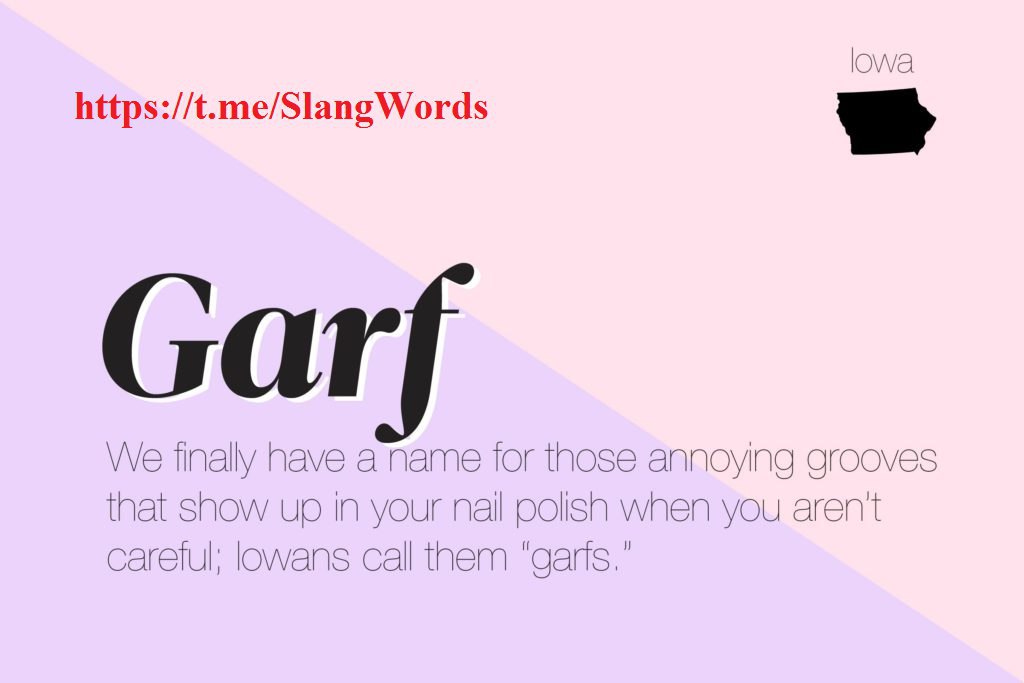 Iowa
https://t.me/SlangWords
Garf
We finally have a name for those annoying grooves
that show up in your nail polish when you aren't
careful; Iowans call them “garfs.”